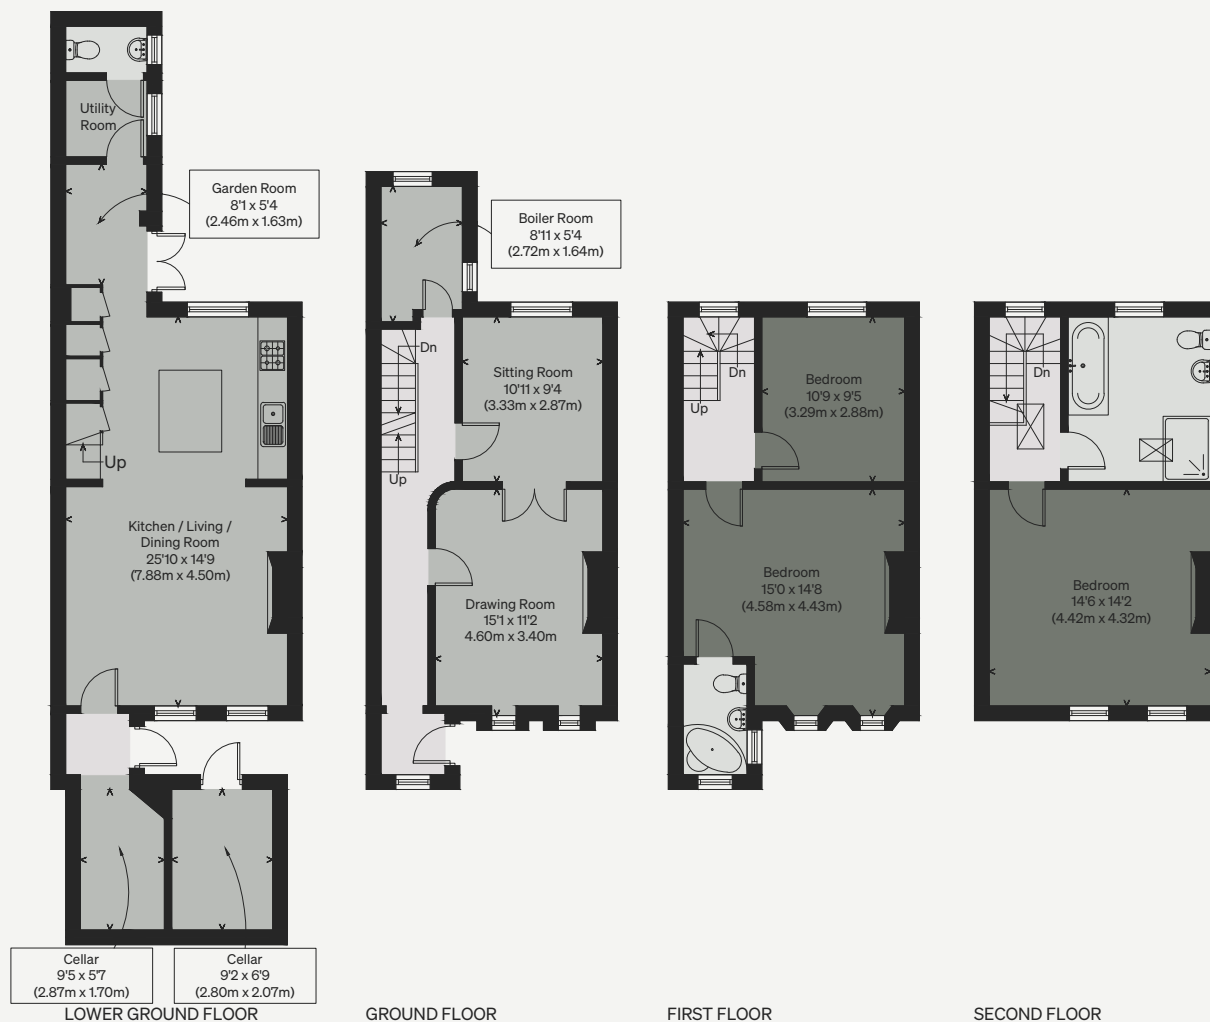 Utility
Room
Garden Room
8'1 x 5'4
(2.46m x 1.63m)
Up
Kitchen / Living /
Dining Room
25'10 x 14'9
(7.88m x 4.50m)
Cellar
9'5 x 5'7
(2.87m x 1.70m)
Cellar
9'2 x 6'9
(2.80m x 2.07m)
LOWER GROUND FLOOR
Boiler Room
8'11 x 5'4
(2.72m x 1.64m)
Dn
Sitting Room
10'11 x 9'4
(3.33m x 2.87m)
Up
Drawing Room
15'1 x 11'2
4.60m x 3.40m
GROUND FLOOR
Dn
Up
Bedroom
10'9 x 9'5
(3.29m x 2.88m)
Bedroom
15'0 x 14'8
(4.58m x 4.43m)
FIRST FLOOR
Dn
Bedroom
14'6 x 14'2
(4.42m x 4.32m)
SECOND FLOOR